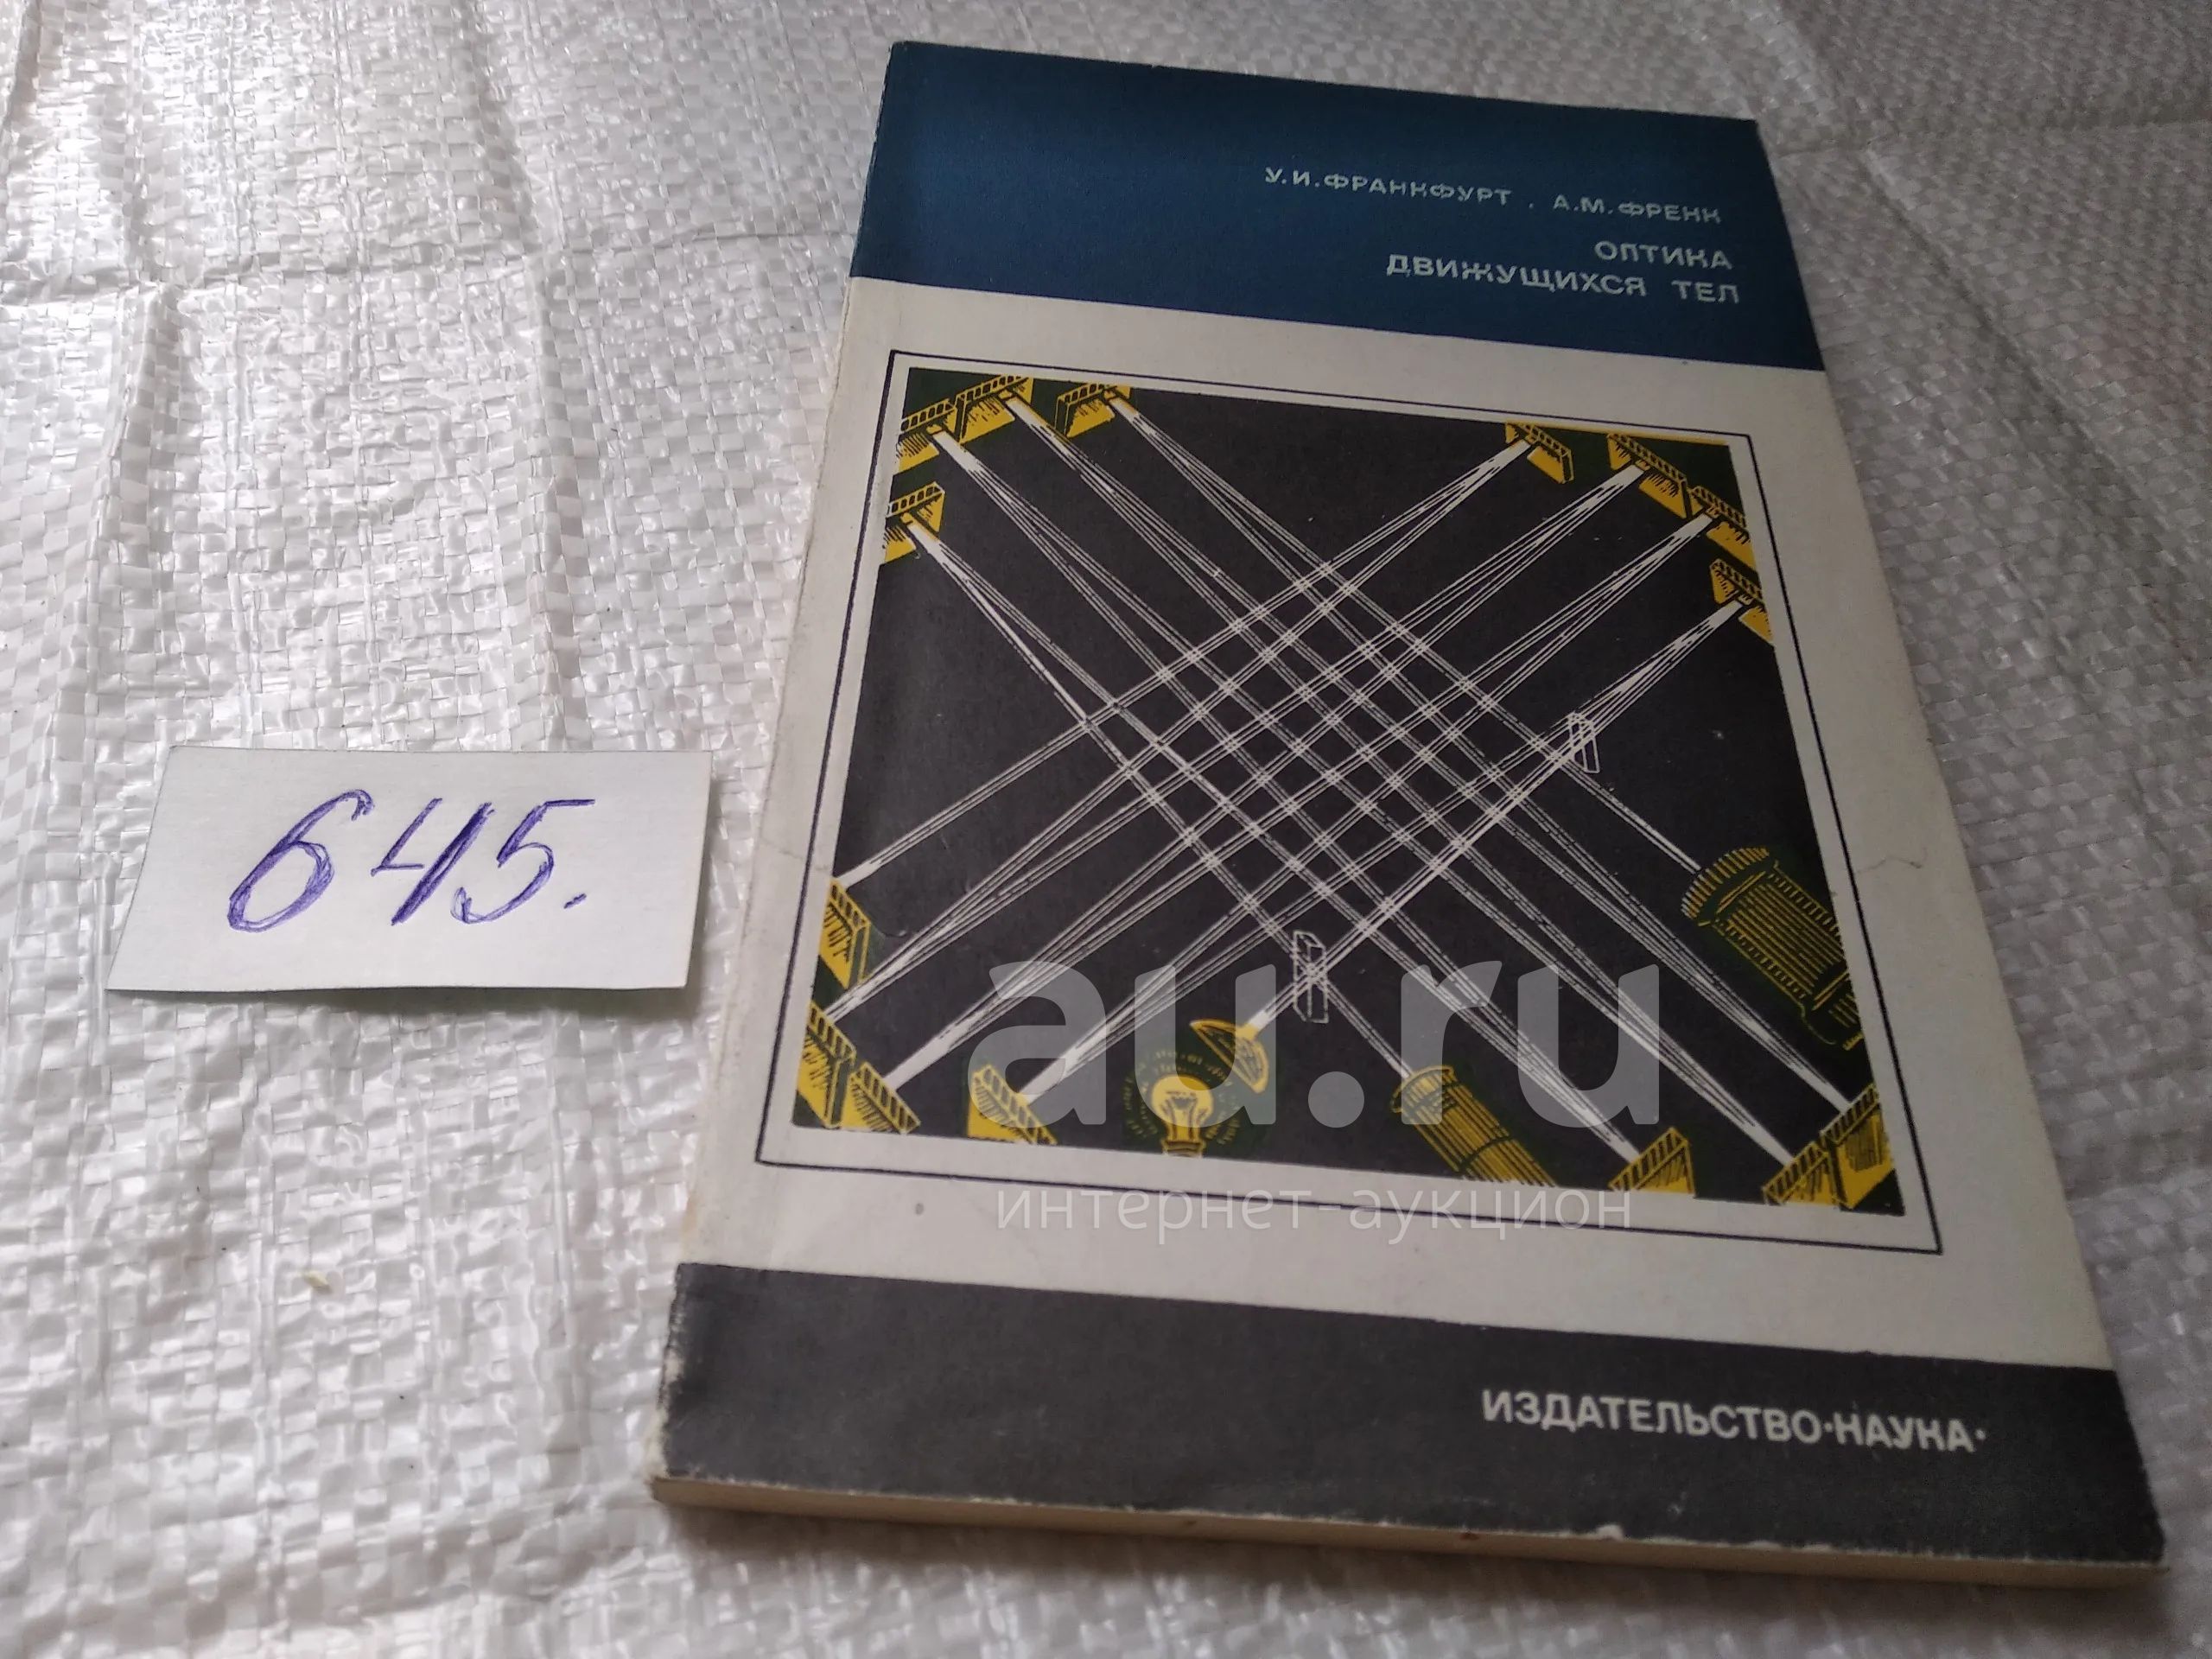 У.И.ФРАНКФУРТ . А.М.ФРЕНК
ОПТИКА
ДВИЖУЩИХСЯ ТЕЛ
645.
au.ru
интернет-аукцион
ИЗДАТЕЛЬСТВО·НАУКА·